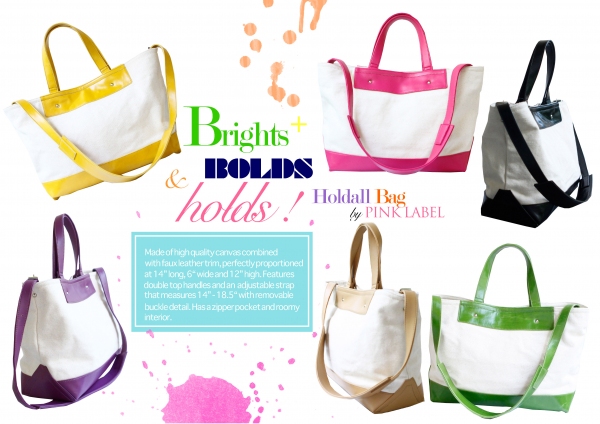 Brights+
BOLDS
& holds!
Holdall Bag
by PINK LABEL
Made of high quality canvas combined
with faux leather trim, perfectly proportioned
at 14" long, 6" wide and 12" high. Features
double top handles and an adjustable strap
that measures 14" - 18.5" with removable
buckle detail. Has a zipper pocket and roomy
interior.